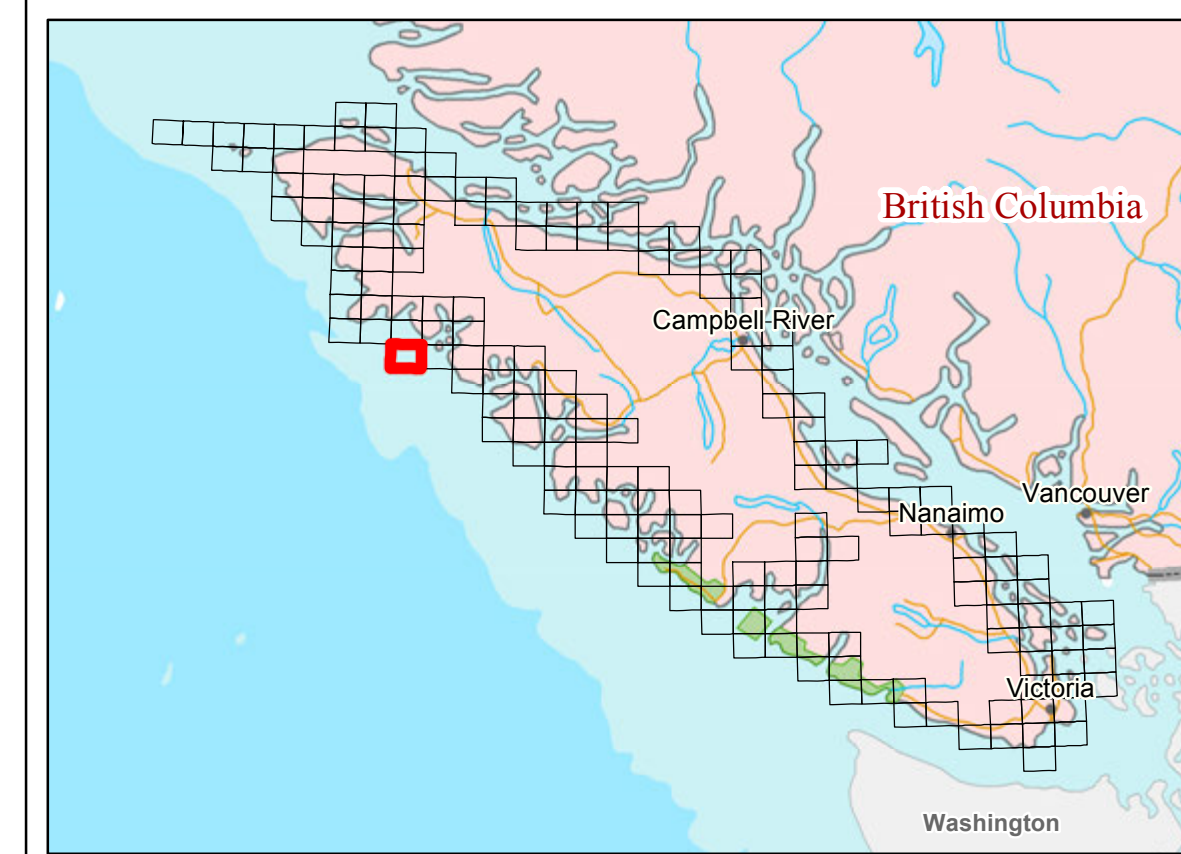 British Columbia
Campbell River
Vancouver
Nanaimo
Victoria
Washington